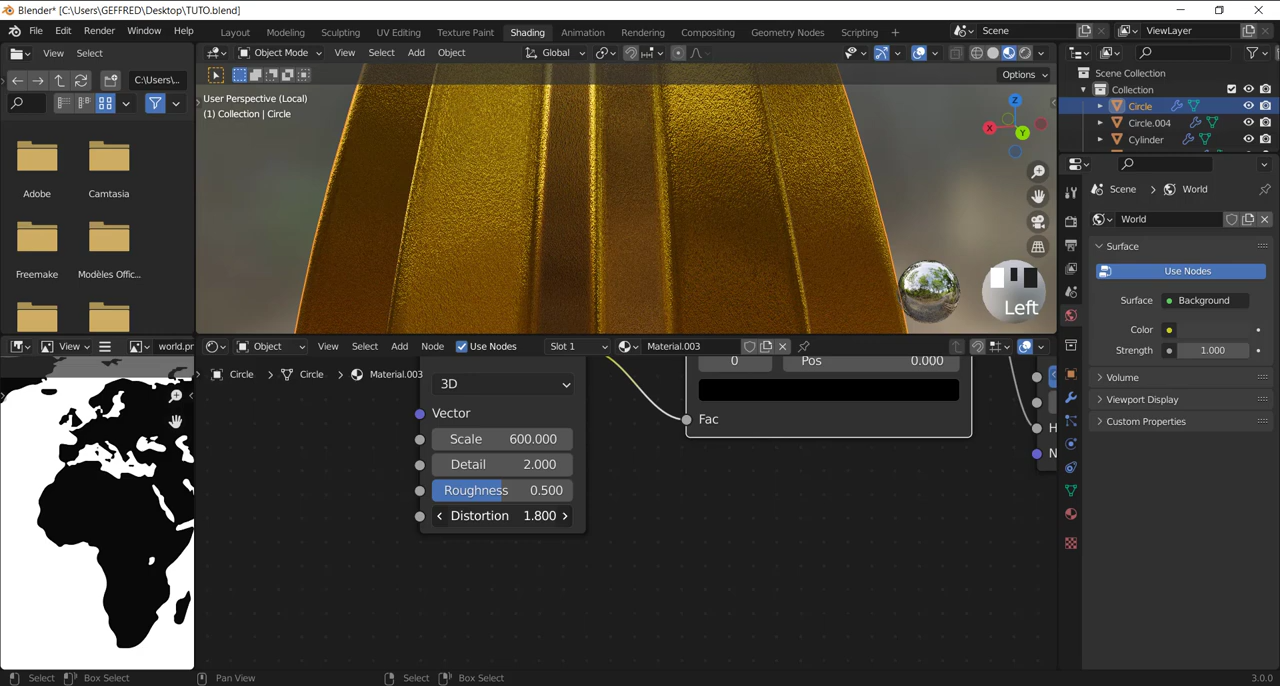 Blender* [C:\Users\GEFFRED\Desktop\TUTO.blend]
File Edit Render Window Help Layout Modeling Sculpting UV Editing Texture Paint Shading Animation Rendering Compositing Geometry Nodes Scripting + Scene ViewLayer
View Select Object Mode View Select Add Object Global
C:\Users\... Options
Scene Collection
Collection
Circle
Circle.004
Cylinder
User Perspective (Local)
(1) Collection | Circle
Z
X
Y
Adobe Camtasia
Freemake Modèles Offic...
Left
Scene > World
World
Surface
Use Nodes
Surface Background
Color
Strength 1.000
Volume
Viewport Display
Custom Properties
View world.pr Object View Select Add Node Use Nodes Slot 1 Material.003
Circle > Circle > Material.003
0 Pos 0.000
3D
Vector
Fac
Scale 600.000
Detail 2.000
Roughness 0.500
Distortion 1.800
H
N
Select Box Select Pan View Select Box Select 3.0.0